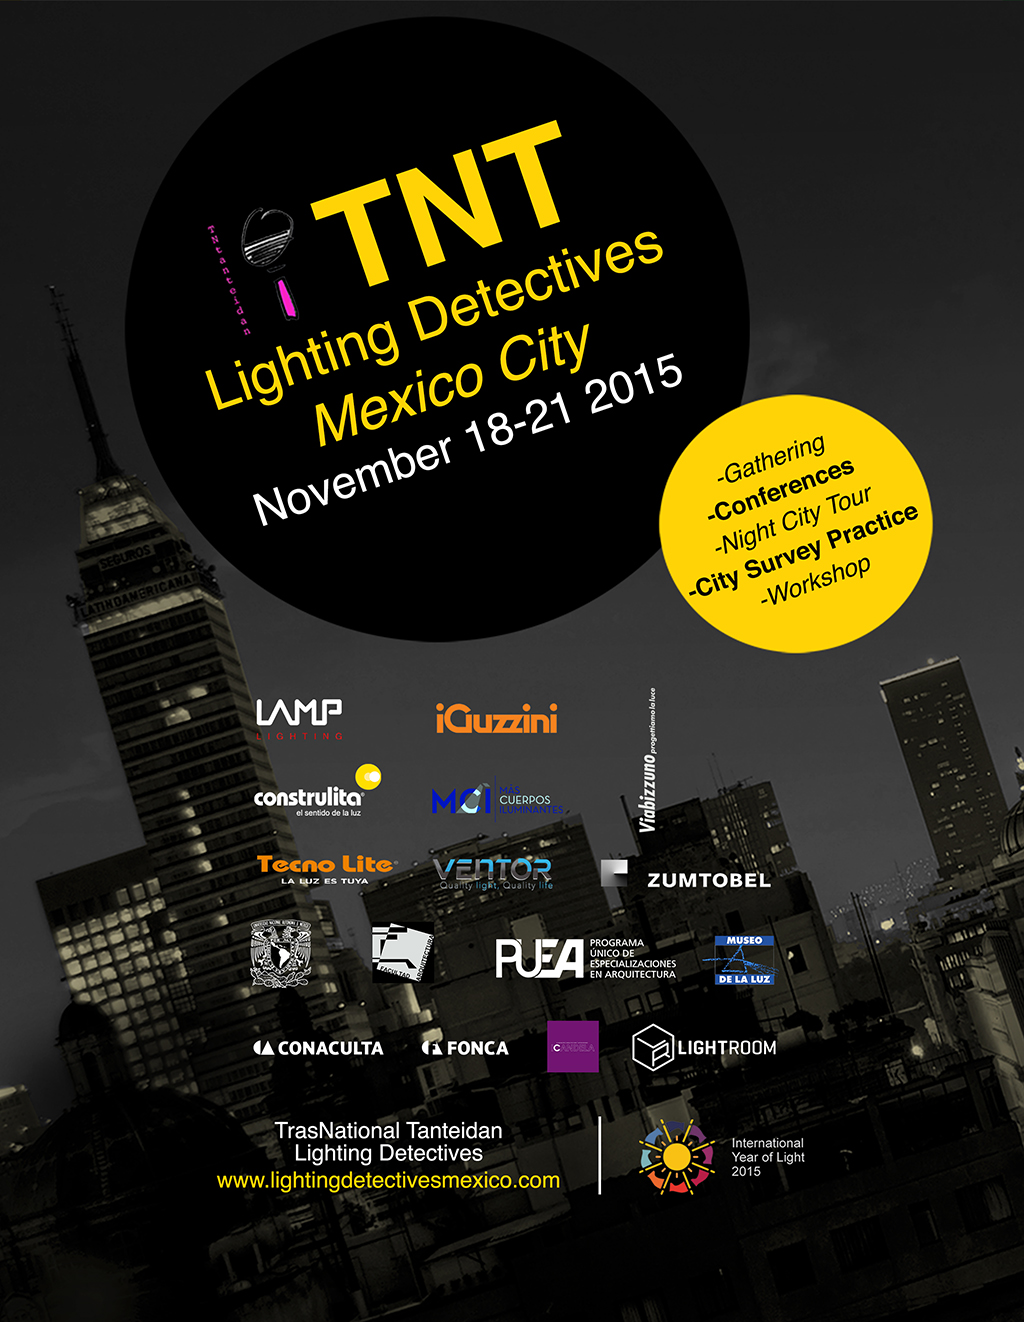 TNT
TNTanteidan
Lighting Detectives
Mexico City
November 18-21 2015
-Gathering
-Conferences
-Night City Tour
-City Survey Practice
-Workshop
SEGUROS
LATINOAMERICANA
LAMP
LIGHTING
iGuzzini
Viabizzuno progettiamo la luce
construlita
el sentido de la luz
MCI
MÁS
CUERPOS
ILUMINANTES
Tecno Lite®
LA LUZ ES TUYA
VENTOR
Quality light, Quality life
ZUMTOBEL
FACULTAD
PUEA
PROGRAMA
ÚNICO DE
ESPECIALIZACIONES
EN ARQUITECTURA
MUSEO
DE LA LUZ
CONACULTA
FONCA
CANDELA
LIGHTROOM
TrasNational Tanteidan
Lighting Detectives
www.lightingdetectivesmexico.com
International
Year of Light
2015